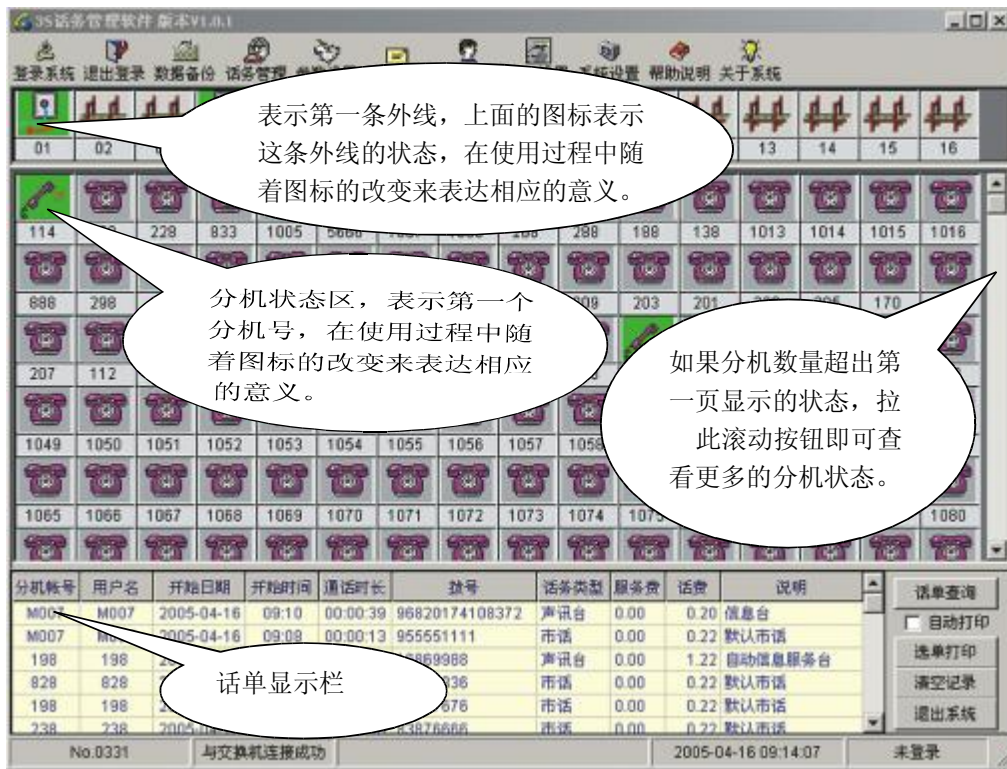 3S话务管理软件 版本V1.0.1
登录系统 退出登录 数据备份 话务管理 系统设置 帮助说明 关于系统
表示第一条外线，上面的图标表示
这条外线的状态，在使用过程中随
着图标的改变来表达相应的意义。
01 02 13 14 15 16
114 229 833 1005 288 188 138 1013 1014 1015 1016
888 298 203 201 170
分机状态区，表示第一个
分机号，在使用过程中随
着图标的改变来表达相应
的意义。
如果分机数量超出第
一页显示的状态，拉
此滚动按钮即可查
看更多的分机状态。
207 112
1049 1050 1051 1052 1053 1054 1055 1056 1057 1058
1065 1066 1067 1068 1069 1070 1071 1072 1073 1074 1075 1080
分机帐号 用户名 开始日期 开始时间 通话时长 拨号 话务类型 服务费 话费 说明
M007 M007 2005-04-16 09:10 00:00:39 96820174108372 声讯台 0.00 0.20 信息台
M007 2005-04-16 09:08 00:00:13 955551111 市话 0.00 0.22 默认市话
198 198 声讯台 0.00 1.22 自动信息服务台
828 828 市话 0.00 0.22 默认市话
198 198 市话 0.00 0.22 默认市话
238 238 市话 0.00 0.22 默认市话
话单显示栏
话单查询
自动打印
选单打印
清空记录
退出系统
No.0331 与交换机连接成功 2005-04-16 09:14:07 未登录